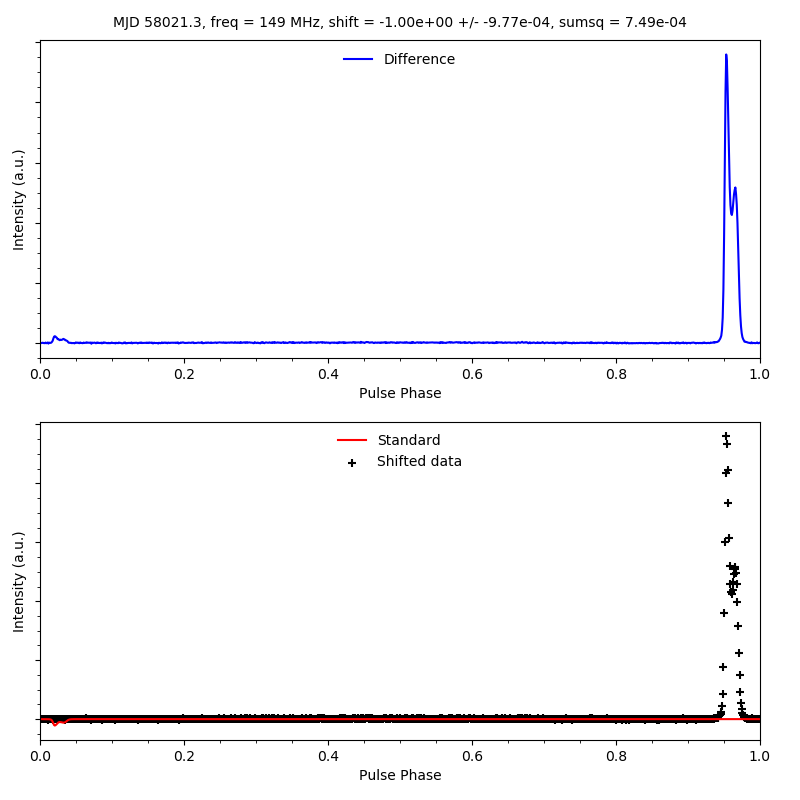 MJD 58021.3, freq = 149 MHz, shift = -1.00e+00 +/- -9.77e-04, sumsq = 7.49e-04
Difference
Intensity (a.u.)
0.0 0.2 0.4 0.6 0.8 1.0
Pulse Phase
Standard
Shifted data
Intensity (a.u.)
0.0 0.2 0.4 0.6 0.8 1.0
Pulse Phase